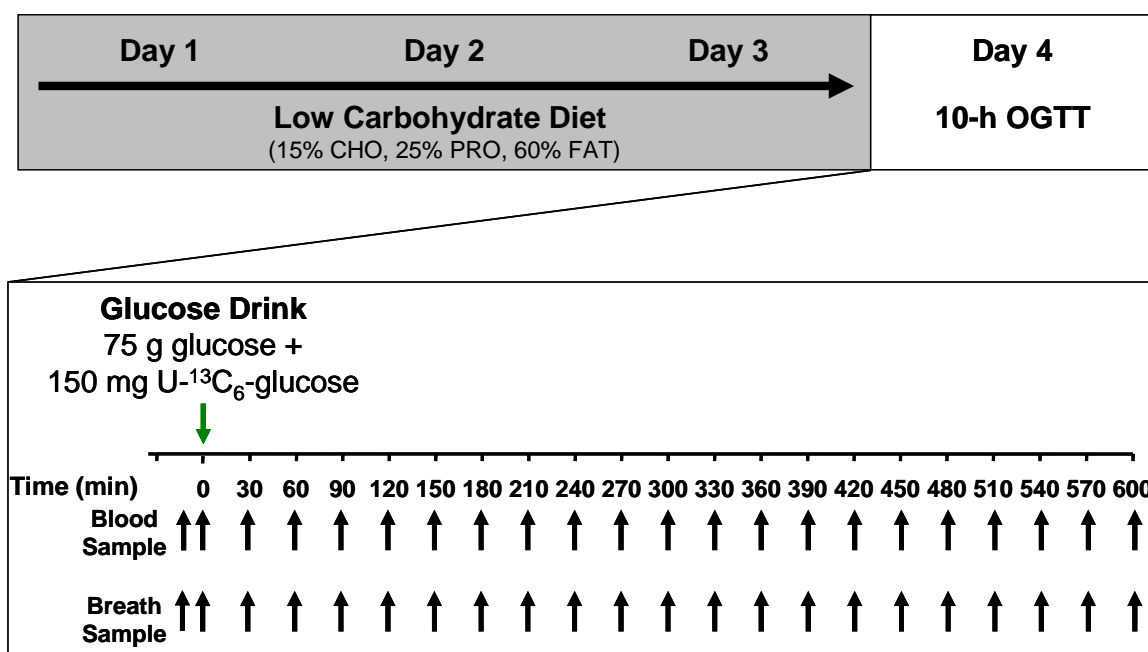 Day 1 Day 2 Day 3 Day 4
Low Carbohydrate Diet
(15% CHO, 25% PRO, 60% FAT)
10-h OGTT
Glucose Drink
75 g glucose +
150 mg U-¹³C₆-glucose
Time (min) 0 30 60 90 120 150 180 210 240 270 300 330 360 390 420 450 480 510 540 570 600
Blood
Sample
Breath
Sample